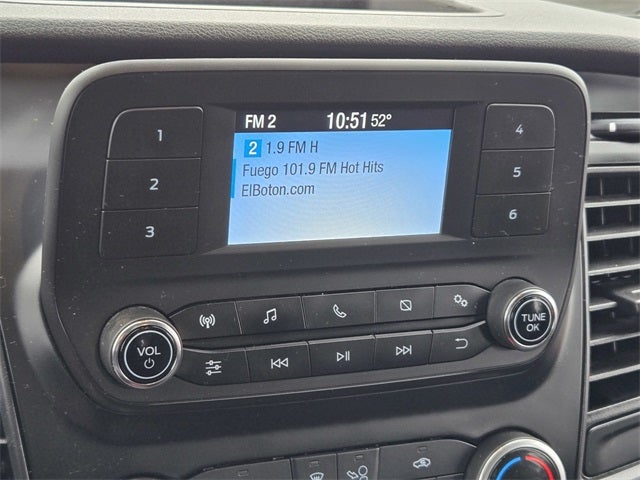 FM 2 10:51 52°
2 1.9 FM H
Fuego 101.9 FM Hot Hits
ElBoton.com
1
2
3
4
5
6
VOL
TUNE
OK